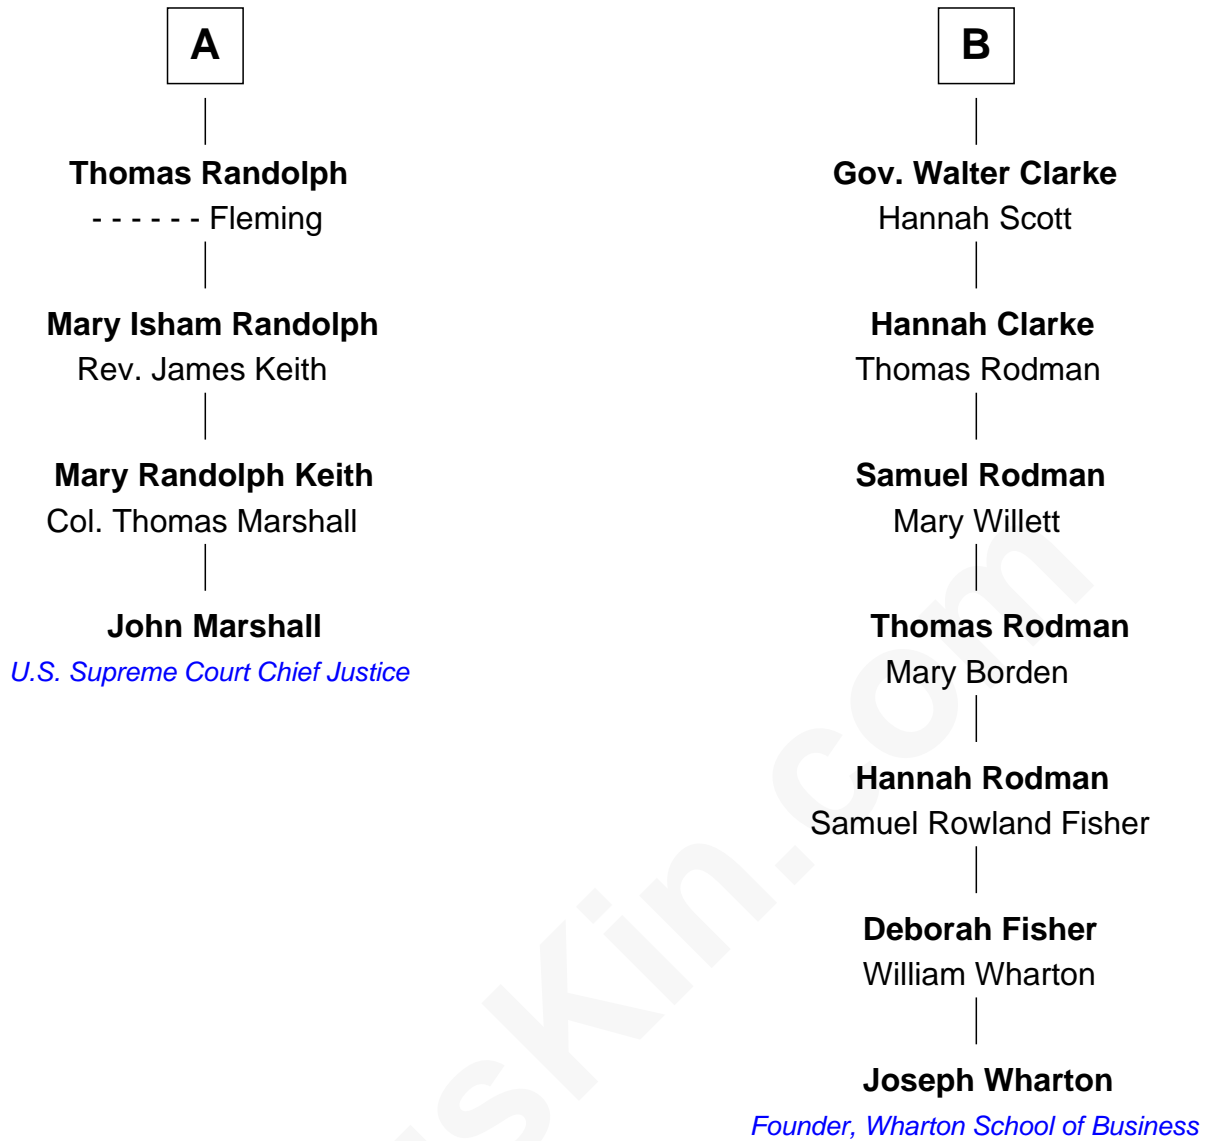 A
Thomas Randolph
- - - - - - Fleming
Mary Isham Randolph
Rev. James Keith
Mary Randolph Keith
Col. Thomas Marshall
John Marshall
U.S. Supreme Court Chief Justice
B
Gov. Walter Clarke
Hannah Scott
Hannah Clarke
Thomas Rodman
Samuel Rodman
Mary Willett
Thomas Rodman
Mary Borden
Hannah Rodman
Samuel Rowland Fisher
Deborah Fisher
William Wharton
Joseph Wharton
Founder, Wharton School of Business